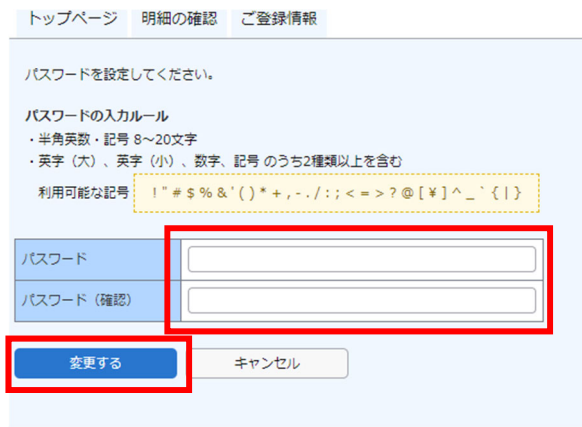 トップページ 明細の確認 ご登録情報
パスワードを設定してください。
パスワードの入力ルール
・半角英数・記号 8～20文字
・英字（大）、英字（小）、数字、記号 のうち2種類以上を含む
利用可能な記号 ! " # $ % & ' ( ) * + , - . / : ; < = > ? @ [ ¥ ] ^ _ ` { | }
パスワード
パスワード（確認）
変更する キャンセル